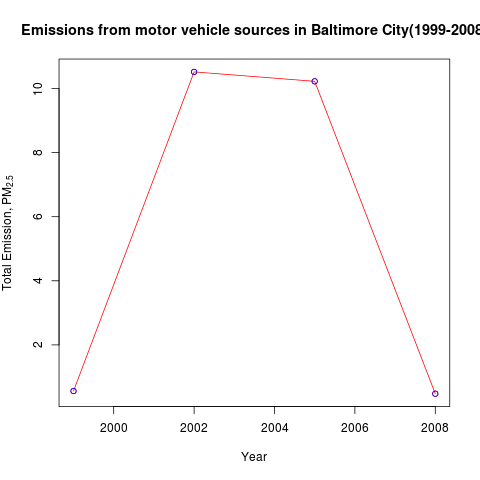 Emissions from motor vehicle sources in Baltimore City(1999-2008
Total Emission, PM2.5
10
8
6
4
2
2000 2002 2004 2006 2008
Year